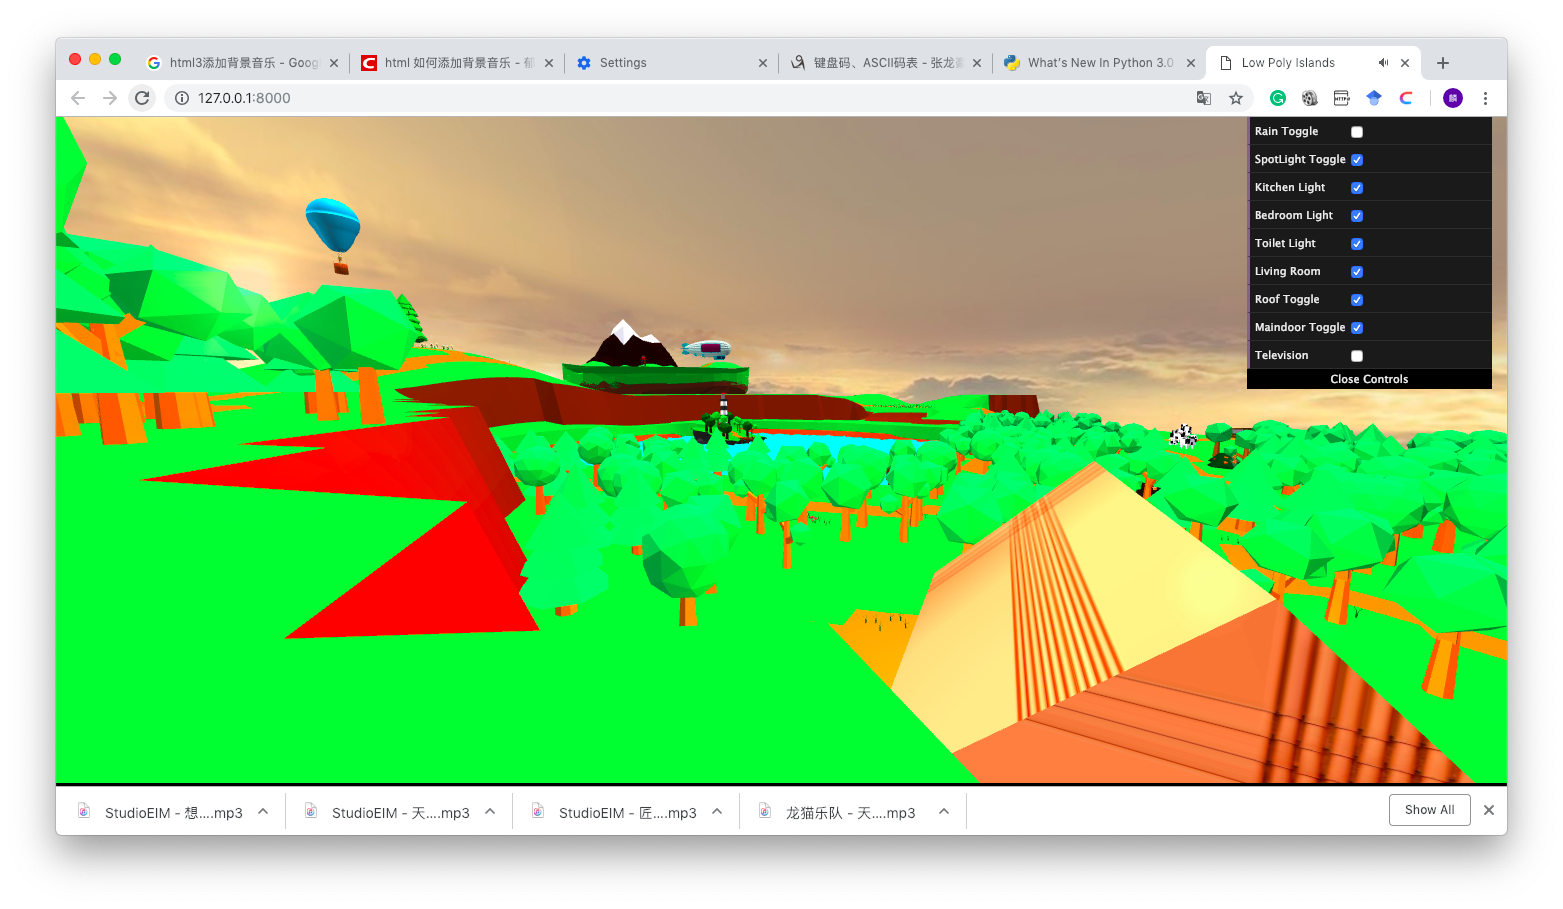 html3添加背景音乐 - Goog
html 如何添加背景音乐 - 郁
Settings
键盘码、ASCII码表 - 张龙豪
What's New In Python 3.0
Low Poly Islands
127.0.0.1:8000
Rain Toggle
SpotLight Toggle
Kitchen Light
Bedroom Light
Toilet Light
Living Room
Roof Toggle
Maindoor Toggle
Television
Close Controls
StudioEIM - 想....mp3
StudioEIM - 天....mp3
StudioEIM - 匠....mp3
龙猫乐队 - 天....mp3
Show All